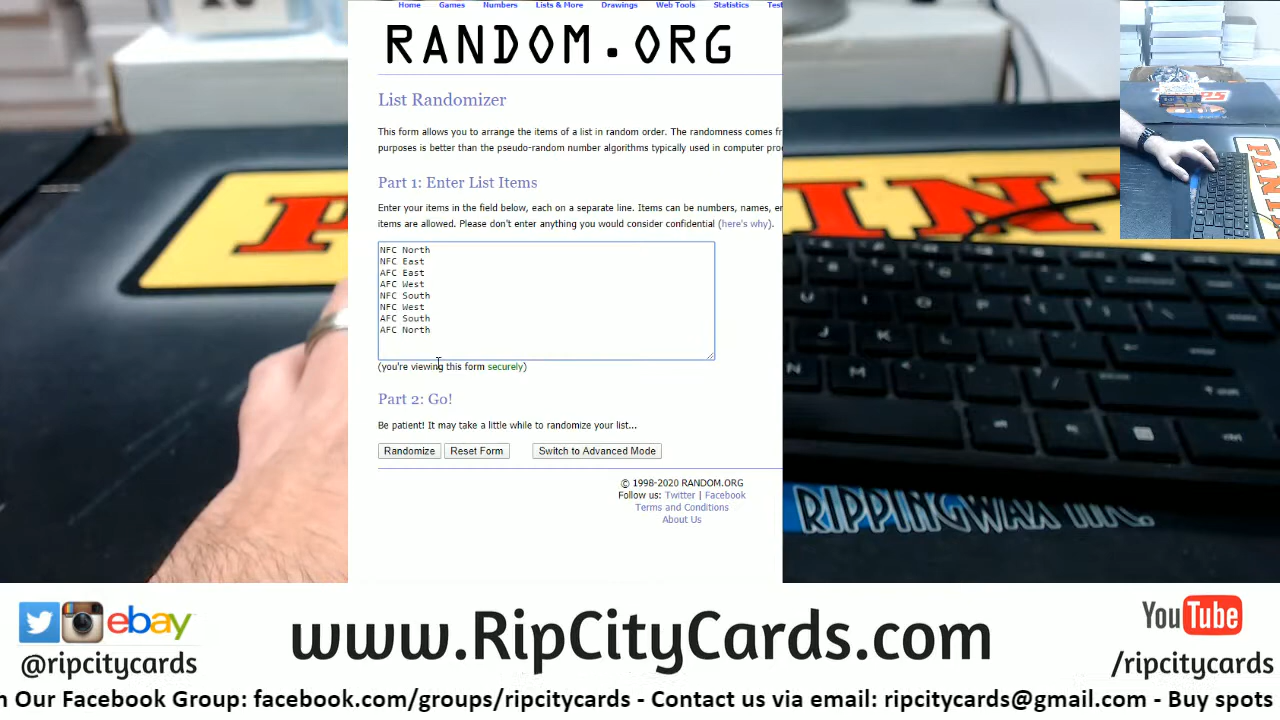 Home Games Numbers Lists & More Drawings Web Tools Statistics Test
RANDOM.ORG
List Randomizer
This form allows you to arrange the items of a list in random order. The randomness comes fr
purposes is better than the pseudo-random number algorithms typically used in computer pro
Part 1: Enter List Items
Enter your items in the field below, each on a separate line. Items can be numbers, names, en
items are allowed. Please don't enter anything you would consider confidential (here's why).
NFC North
NFC East
AFC East
AFC West
NFC South
NFC West
AFC South
AFC North
(you're viewing this form securely)
Part 2: Go!
Be patient! It may take a little while to randomize your list...
Randomize Reset Form Switch to Advanced Mode
© 1998-2020 RANDOM.ORG
Follow us: Twitter | Facebook
Terms and Conditions
About Us
PANI
RIPPINGWAX INC.
ebay
@ripcitycards
www.RipCityCards.com
YouTube
/ripcitycards
n Our Facebook Group: facebook.com/groups/ripcitycards - Contact us via email: ripcitycards@gmail.com - Buy spots